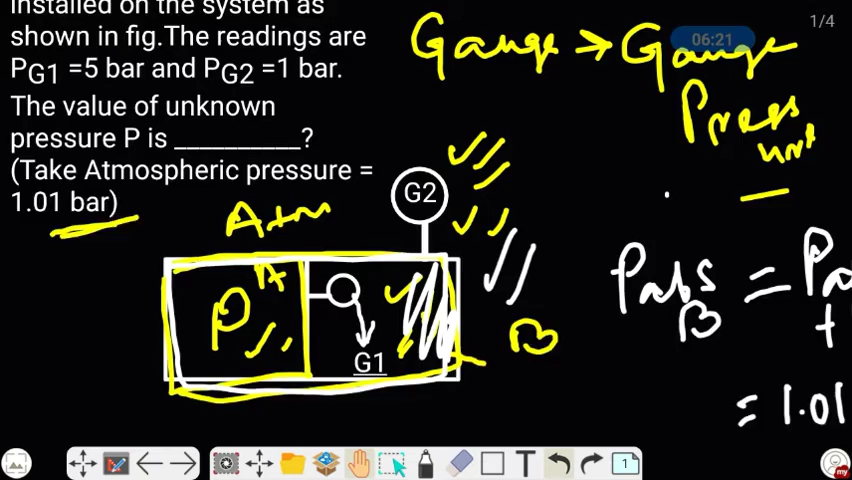 installed on the system as
shown in fig.The readings are
PG1 =5 bar and PG2 =1 bar.
The value of unknown
pressure P is __________?
(Take Atmospheric pressure =
1.01 bar)
Gauge → Gauge
Press
06:21
1/4
Atm
G2
A
P
G1
B
Pabs = Pa
B +
= 1.01
T
1
my